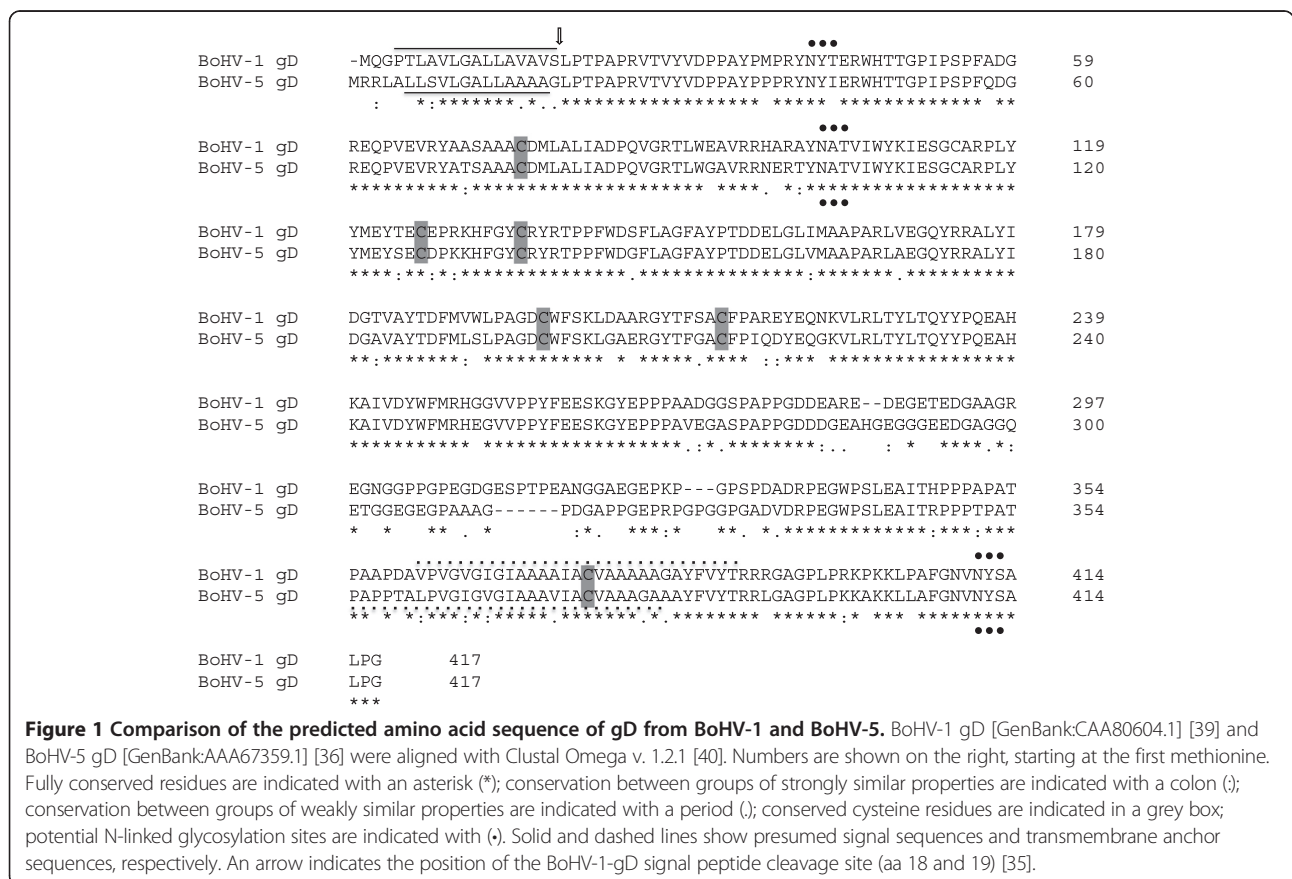 ⇩ •••
BoHV-1 gD -MQGPTLAVLGALLAVAVSLPTPAPRVTVYVDPPAYPMPRYNYTERWHTTGPIPSPFADG 59
BoHV-5 gD MRRLALLSVLGALLAAAAGLPTPAPRVTVYVDPPAYPPPRYNYIERWHTTGPIPSPFQDG 60
: *:*******.*..****************** ***** ************* **
•••
BoHV-1 gD REQPVEVRYAASAAACDMLALIADPQVGRTLWEAVRRHARAYNATVIWYKIESGCARPLY 119
BoHV-5 gD REQPVEVRYATSAAACDMLALIADPQVGRTLWGAVRRNERTYNATVIWYKIESGCARPLY 120
**********:********************* ****. *:*******************
•••
BoHV-1 gD YMEYTECEPRKHFGYCRYRTPPFWDSFLAGFAYPTDDELGLIMAAPARLVEGQYRRALYI 179
BoHV-5 gD YMEYSECDPKKHFGYCRYRTPPFWDGFLAGFAYPTDDELGLVMAAPARLAEGQYRRALYI 180
****:**:*:***************.***************:*******.**********
BoHV-1 gD DGTVAYTDFMVWLPAGDCWFSKLDAARGYTFSACFPAREYEQNKVLRLTYLTQYYPQEAH 239
BoHV-5 gD DGAVAYTDFMLSLPAGDCWFSKLGAERGYTFGACFPIQDYEQGKVLRLTYLTQYYPQEAH 240
**:*******: *********** * *****.**** ::*** *****************
BoHV-1 gD KAIVDYWFMRHGGVVPPYFEESKGYEPPPAADGGSPAPPGDDEARE--DEGETEDGAAGR 297
BoHV-5 gD KAIVDYWFMRHEGVVPPYFEESKGYEPPPAVEGASPAPPGDDDGEAHGEGGGEEDGAGGQ 300
*********** ******************.:*.********:.. : * ****.*:
BoHV-1 gD EGNGGPPGPEGDGESPTPEANGGAEGEPKP---GPSPDADRPEGWPSLEAITHPPPAPAT 354
BoHV-5 gD ETGGEGEGPAAAG------PDGAPPGEPRPGPGGPGADVDRPEGWPSLEAITRPPPTPAT 354
* * ** . * :*. ***:* **. *.*************:***:***
•••
BoHV-1 gD PAAPDAVPVGVGIGIAAAAIACVAAAAAGAYFVYTRRRGAGPLPRKPKKLPAFGNVNYSA 414
BoHV-5 gD PAPPTALPVGIGVGIAAAVIACVAAAGAAAYFVYTRRLGAGPLPKKAKKLLAFGNVNYSA 414
** * *:***:*:*****.*******.*.******** ******:* *** *********
•••
BoHV-1 gD LPG 417
BoHV-5 gD LPG 417
***
Figure 1 Comparison of the predicted amino acid sequence of gD from BoHV-1 and BoHV-5. BoHV-1 gD [GenBank:CAA80604.1] [39] and
BoHV-5 gD [GenBank:AAA67359.1] [36] were aligned with Clustal Omega v. 1.2.1 [40]. Numbers are shown on the right, starting at the first methionine.
Fully conserved residues are indicated with an asterisk (*); conservation between groups of strongly similar properties are indicated with a colon (:);
conservation between groups of weakly similar properties are indicated with a period (.); conserved cysteine residues are indicated in a grey box;
potential N-linked glycosylation sites are indicated with (•). Solid and dashed lines show presumed signal sequences and transmembrane anchor
sequences, respectively. An arrow indicates the position of the BoHV-1-gD signal peptide cleavage site (aa 18 and 19) [35].